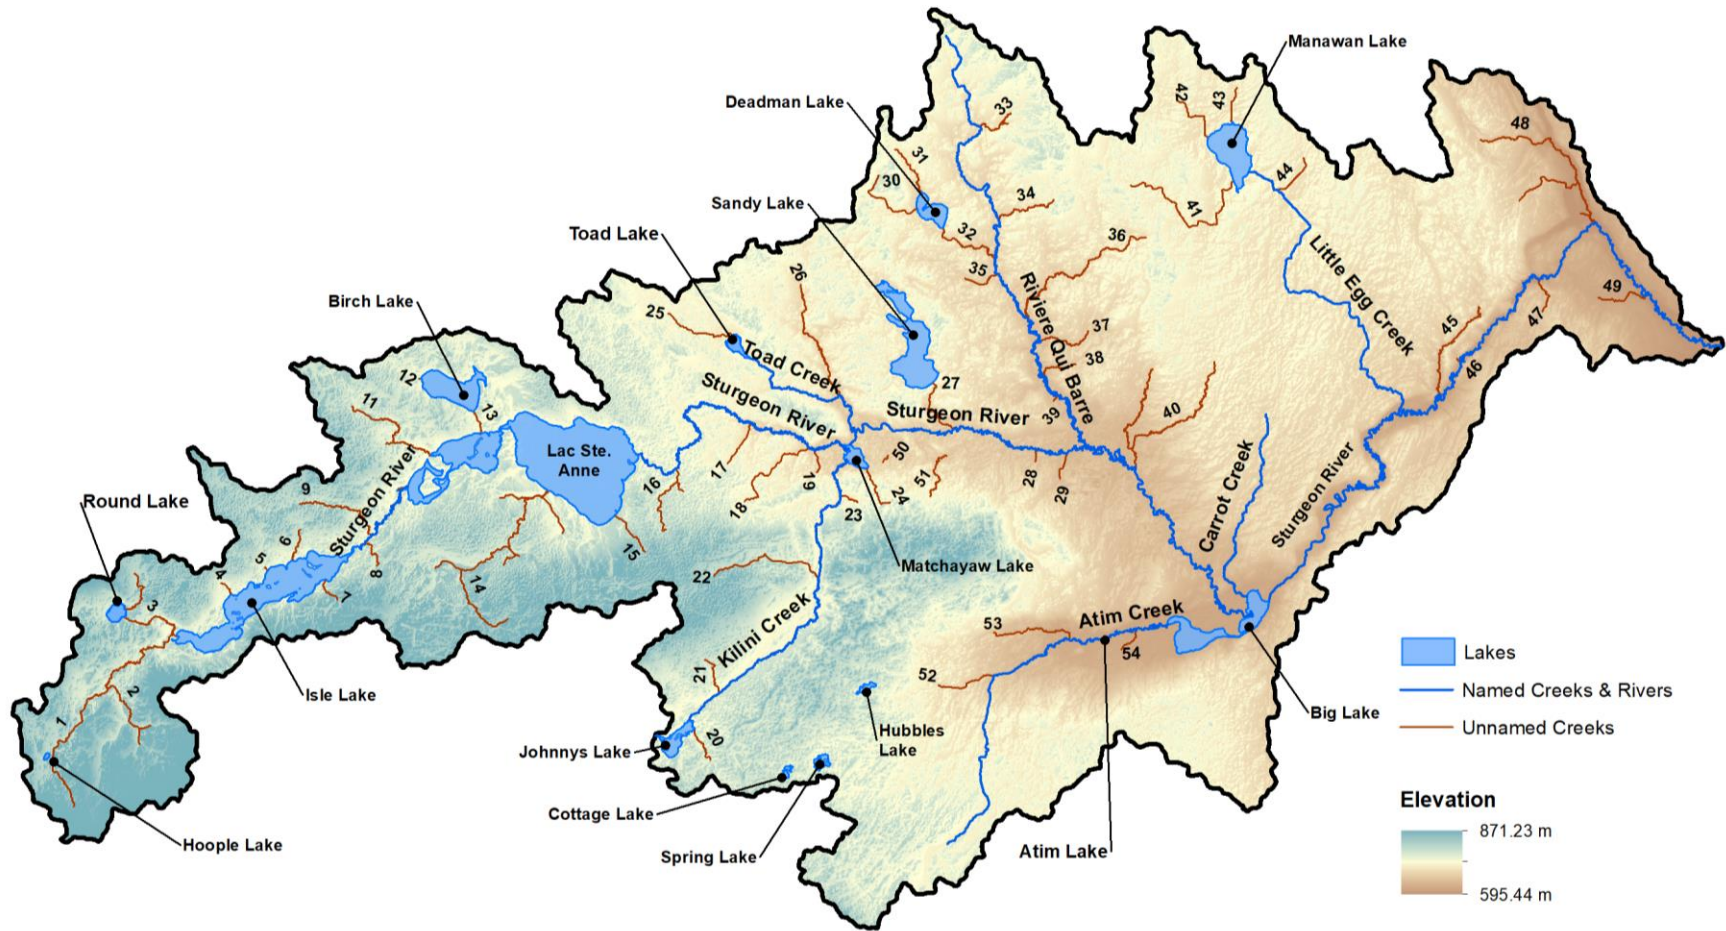 Manawan Lake
42
43
Deadman Lake
33
48
31
30
44
Sandy Lake
34
41
32
Toad Lake
36
26
35
Little Egg Creek
Birch Lake
25
Riviere Qui Barre
49
47
37
45
Toad Creek
38
12
Sturgeon River
27
46
11
13
Sturgeon River
39
40
Lac Ste.
Anne
50
17
16
19
51
28
29
Carrot Creek
Sturgeon River
9
Round Lake
Sturgeon River
18
24
23
6
5
15
Matchayaw Lake
4
8
14
22
7
3
Kilini Creek
Atim Creek
53
54
Lakes
52
21
2
Isle Lake
Named Creeks & Rivers
Big Lake
1
20
Hubbles
Lake
Unnamed Creeks
Johnnys Lake
Elevation
Cottage Lake
871.23 m
Hoople Lake
Spring Lake
Atim Lake
595.44 m